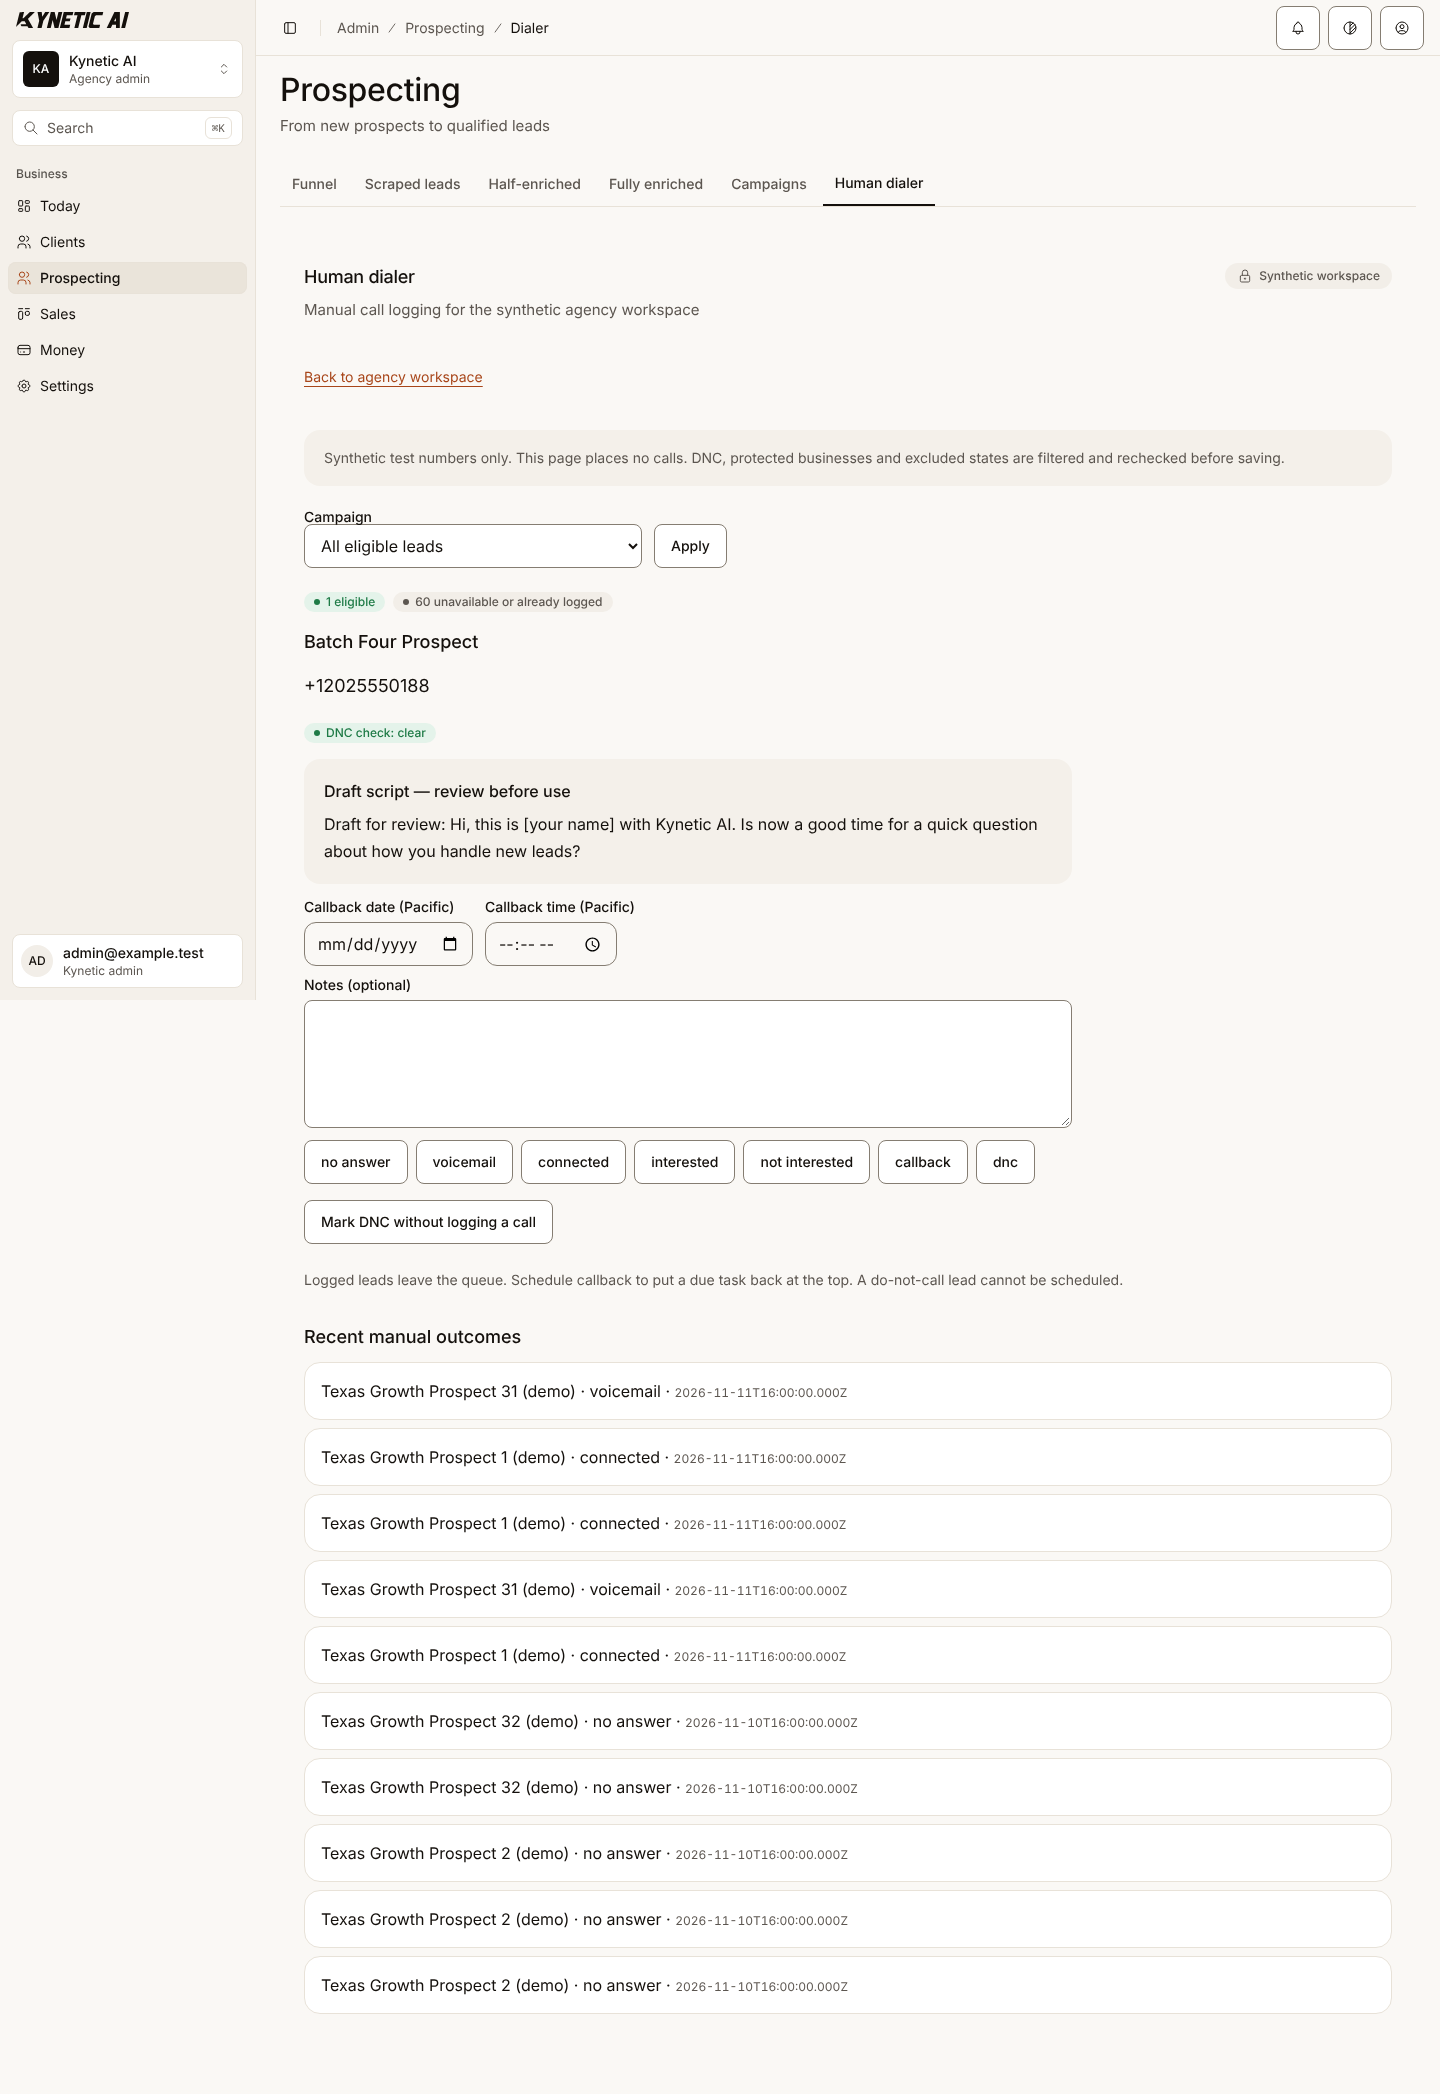 KYNETIC AI
KA
Kynetic AI
Agency admin
Search
⌘K
Business
Today
Clients
Prospecting
Sales
Money
Settings
AD
admin@example.test
Kynetic admin
Admin / Prospecting / Dialer
Prospecting
From new prospects to qualified leads
Funnel
Scraped leads
Half-enriched
Fully enriched
Campaigns
Human dialer
Human dialer
Synthetic workspace
Manual call logging for the synthetic agency workspace
Back to agency workspace
Synthetic test numbers only. This page places no calls. DNC, protected businesses and excluded states are filtered and rechecked before saving.
Campaign
All eligible leads
Apply
1 eligible
60 unavailable or already logged
Batch Four Prospect
+12025550188
DNC check: clear
Draft script — review before use
Draft for review: Hi, this is [your name] with Kynetic AI. Is now a good time for a quick question
about how you handle new leads?
Callback date (Pacific)
Callback time (Pacific)
mm/dd/yyyy
--:-- --
Notes (optional)
no answer
voicemail
connected
interested
not interested
callback
dnc
Mark DNC without logging a call
Logged leads leave the queue. Schedule callback to put a due task back at the top. A do-not-call lead cannot be scheduled.
Recent manual outcomes
Texas Growth Prospect 31 (demo) · voicemail · 2026-11-11T16:00:00.000Z
Texas Growth Prospect 1 (demo) · connected · 2026-11-11T16:00:00.000Z
Texas Growth Prospect 1 (demo) · connected · 2026-11-11T16:00:00.000Z
Texas Growth Prospect 31 (demo) · voicemail · 2026-11-11T16:00:00.000Z
Texas Growth Prospect 1 (demo) · connected · 2026-11-11T16:00:00.000Z
Texas Growth Prospect 32 (demo) · no answer · 2026-11-10T16:00:00.000Z
Texas Growth Prospect 32 (demo) · no answer · 2026-11-10T16:00:00.000Z
Texas Growth Prospect 2 (demo) · no answer · 2026-11-10T16:00:00.000Z
Texas Growth Prospect 2 (demo) · no answer · 2026-11-10T16:00:00.000Z
Texas Growth Prospect 2 (demo) · no answer · 2026-11-10T16:00:00.000Z